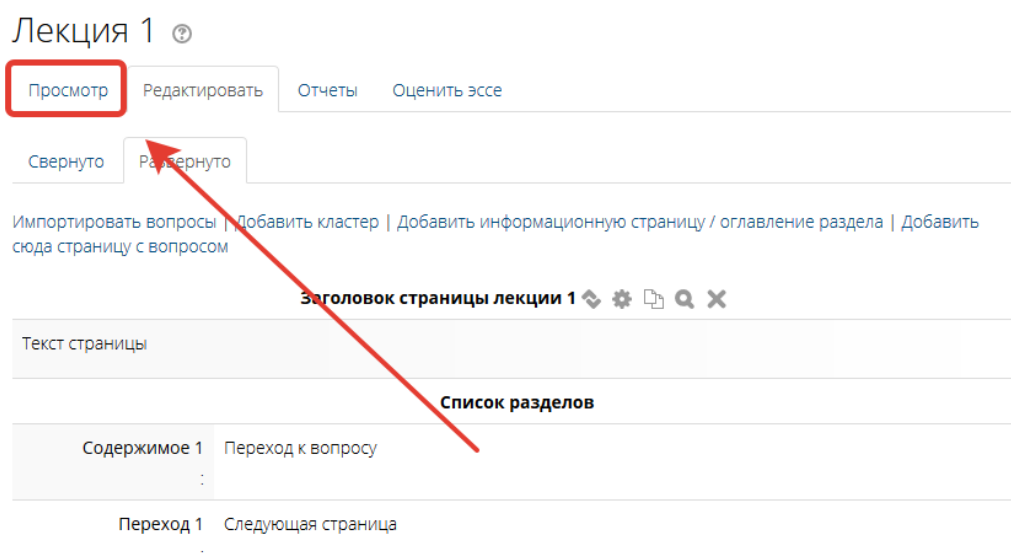 Лекция 1
Просмотр Редактировать Отчеты Оценить эссе
Свернуто Развернуто
Импортировать вопросы | Добавить кластер | Добавить информационную страницу / оглавление раздела | Добавить
сюда страницу с вопросом
Заголовок страницы лекции 1
Текст страницы
Список разделов
Содержимое 1 Переход к вопросу
:
Переход 1 Следующая страница